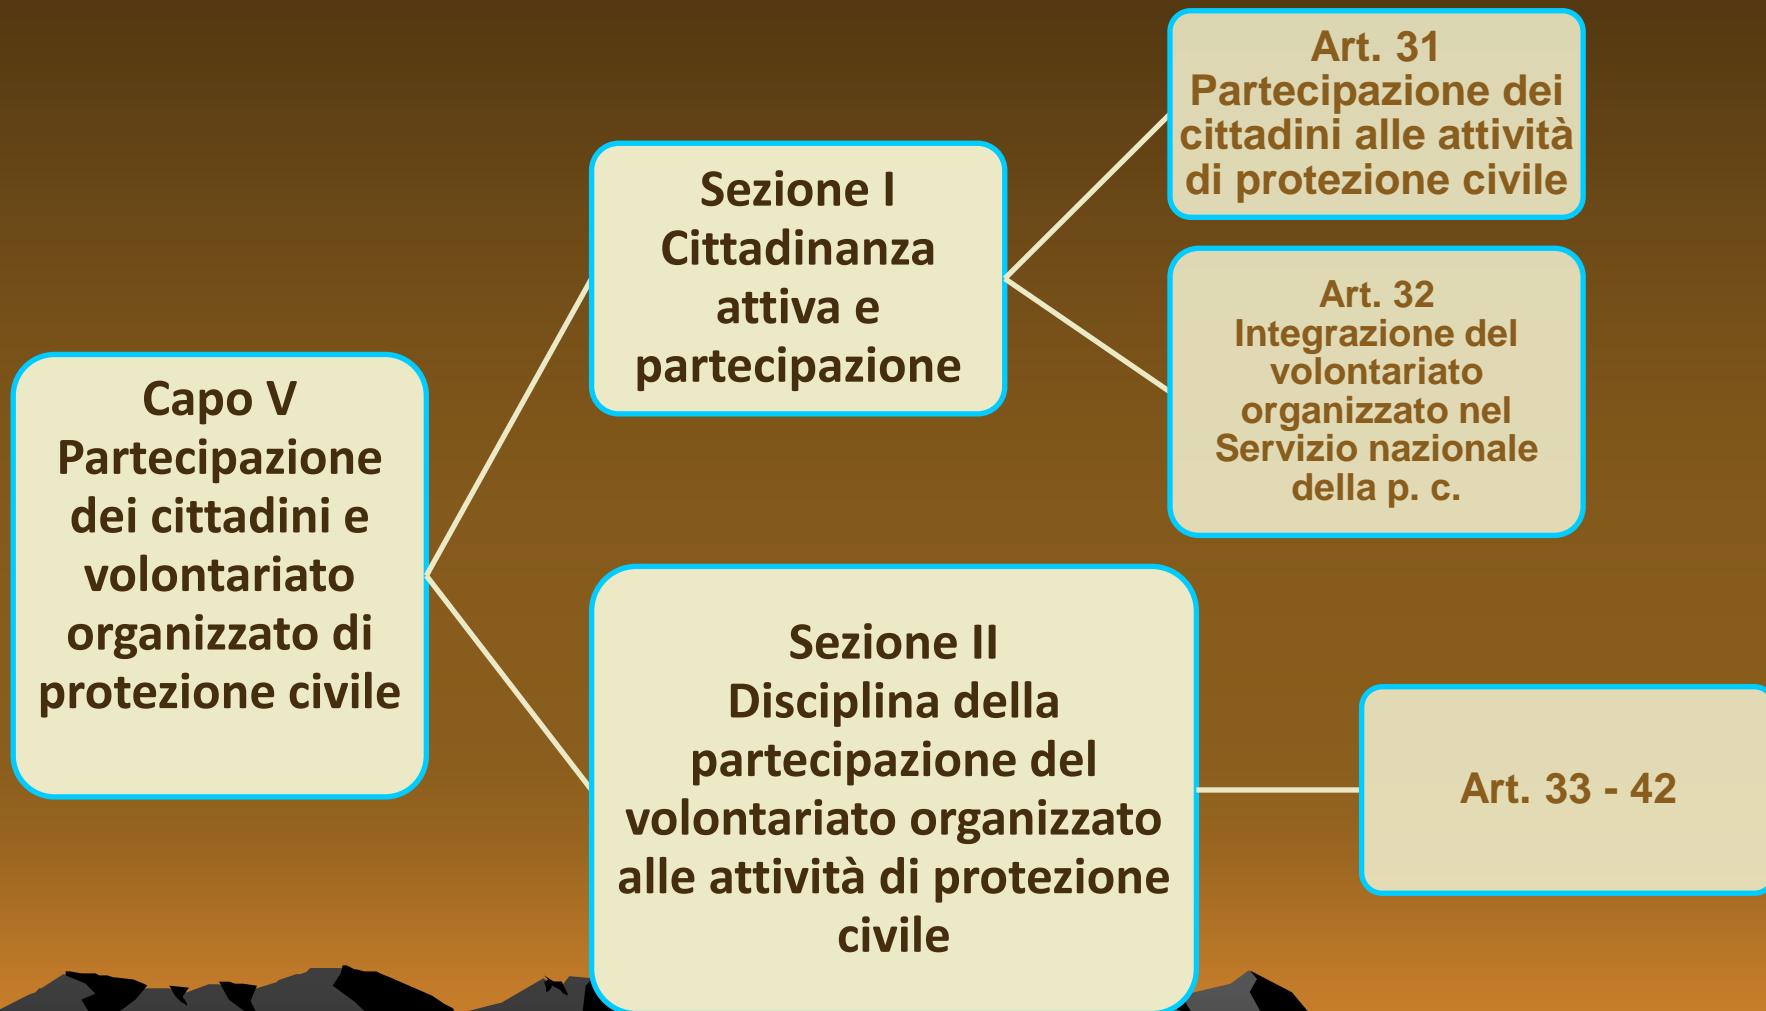 Capo V
Partecipazione
dei cittadini e
volontariato
organizzato di
protezione civile
Sezione I
Cittadinanza
attiva e
partecipazione
Art. 31
Partecipazione dei
cittadini alle attività
di protezione civile
Art. 32
Integrazione del
volontariato
organizzato nel
Servizio nazionale
della p. c.
Sezione II
Disciplina della
partecipazione del
volontariato organizzato
alle attività di protezione
civile
Art. 33 - 42